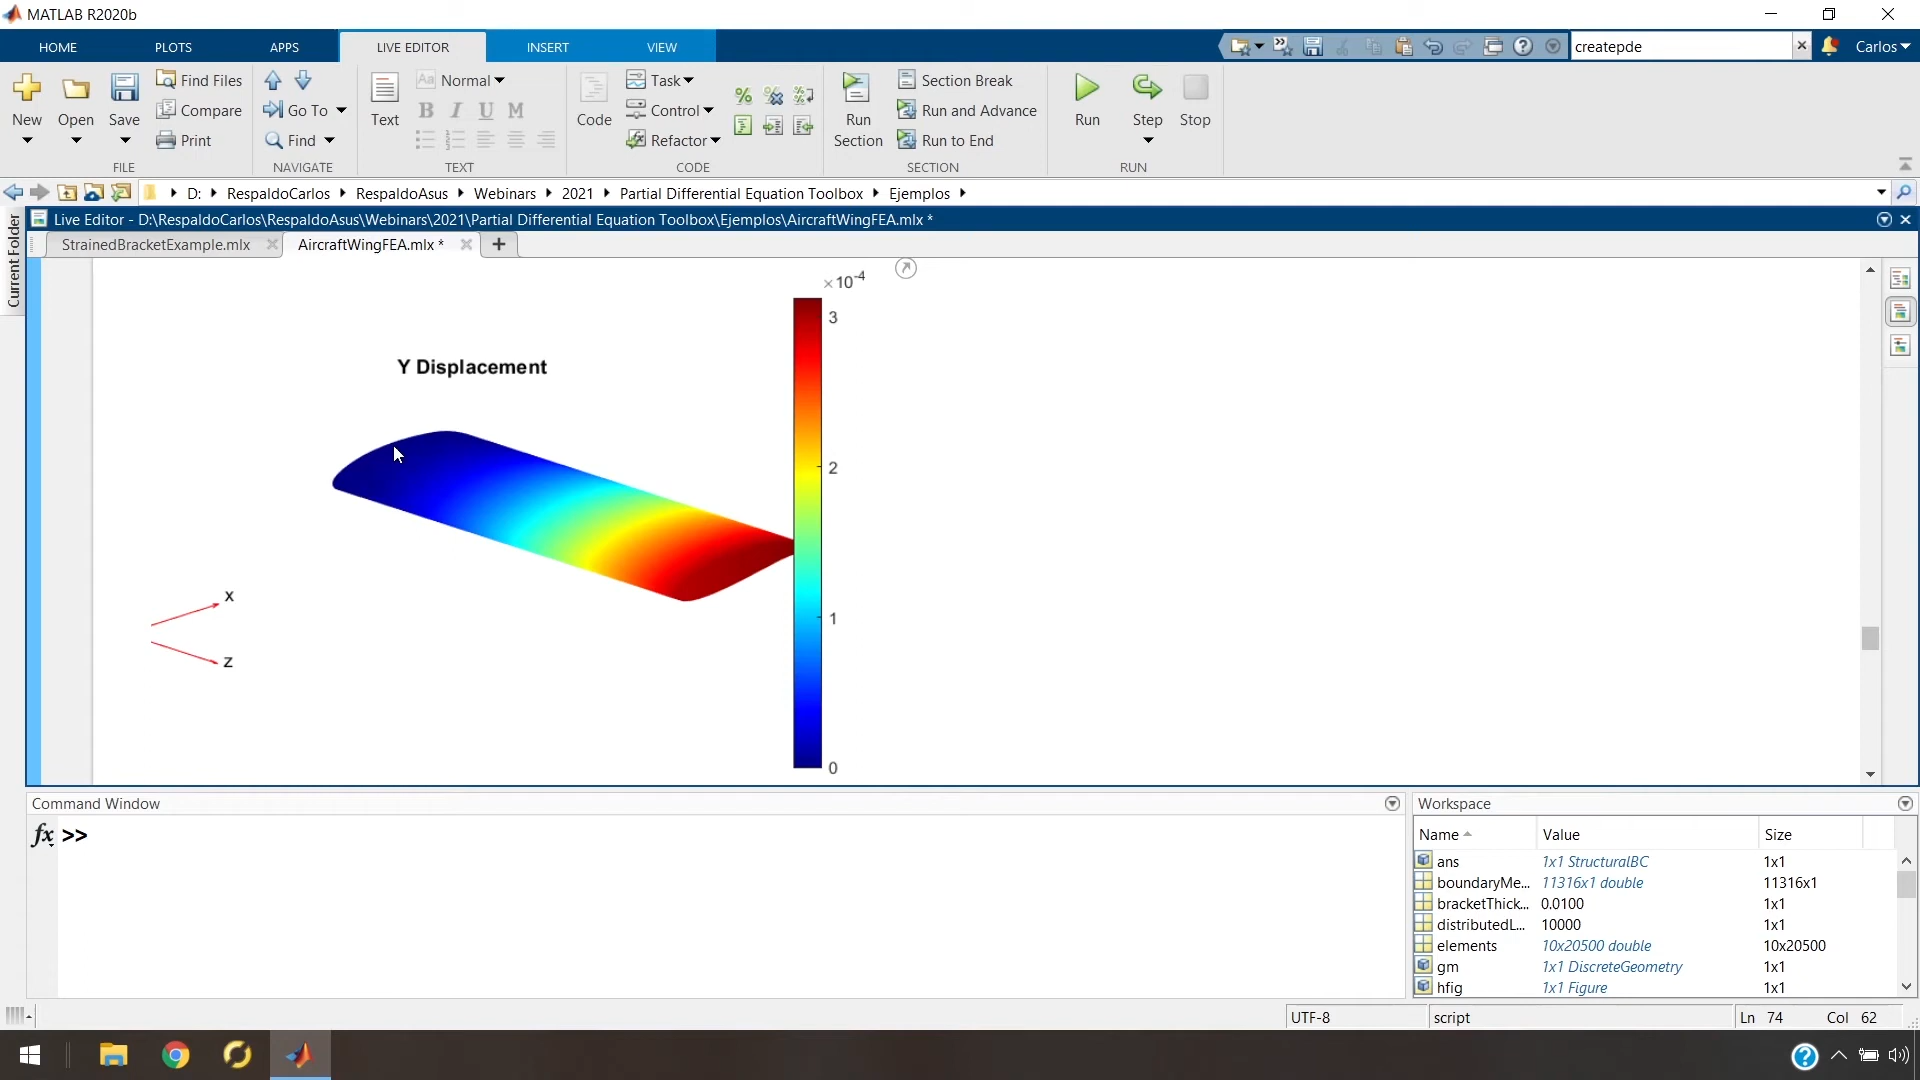 MATLAB R2020b
HOME PLOTS APPS LIVE EDITOR INSERT VIEW createpde Carlos
New Open Save Find Files Compare Print
FILE
Go To
Find
NAVIGATE
Text Aa Normal
B I U M
TEXT
Code Task
Control
Refactor
CODE
Run Section
Section Break
Run and Advance
Run to End
SECTION
Run Step Stop
RUN
D: RespaldoCarlos RespaldoAsus Webinars 2021 Partial Differential Equation Toolbox Ejemplos
Current Folder
Live Editor - D:\RespaldoCarlos\RespaldoAsus\Webinars\2021\Partial Differential Equation Toolbox\Ejemplos\AircraftWingFEA.mlx *
StrainedBracketExample.mlx AircraftWingFEA.mlx * +
×10-4
3
Y Displacement
2
x
1
z
0
Command Window
fx >>
Workspace
Name Value Size
ans 1x1 StructuralBC 1x1
boundaryMe... 11316x1 double 11316x1
bracketThick... 0.0100 1x1
distributedL... 10000 1x1
elements 10x20500 double 10x20500
gm 1x1 DiscreteGeometry 1x1
hfig 1x1 Figure 1x1
UTF-8 script Ln 74 Col 62